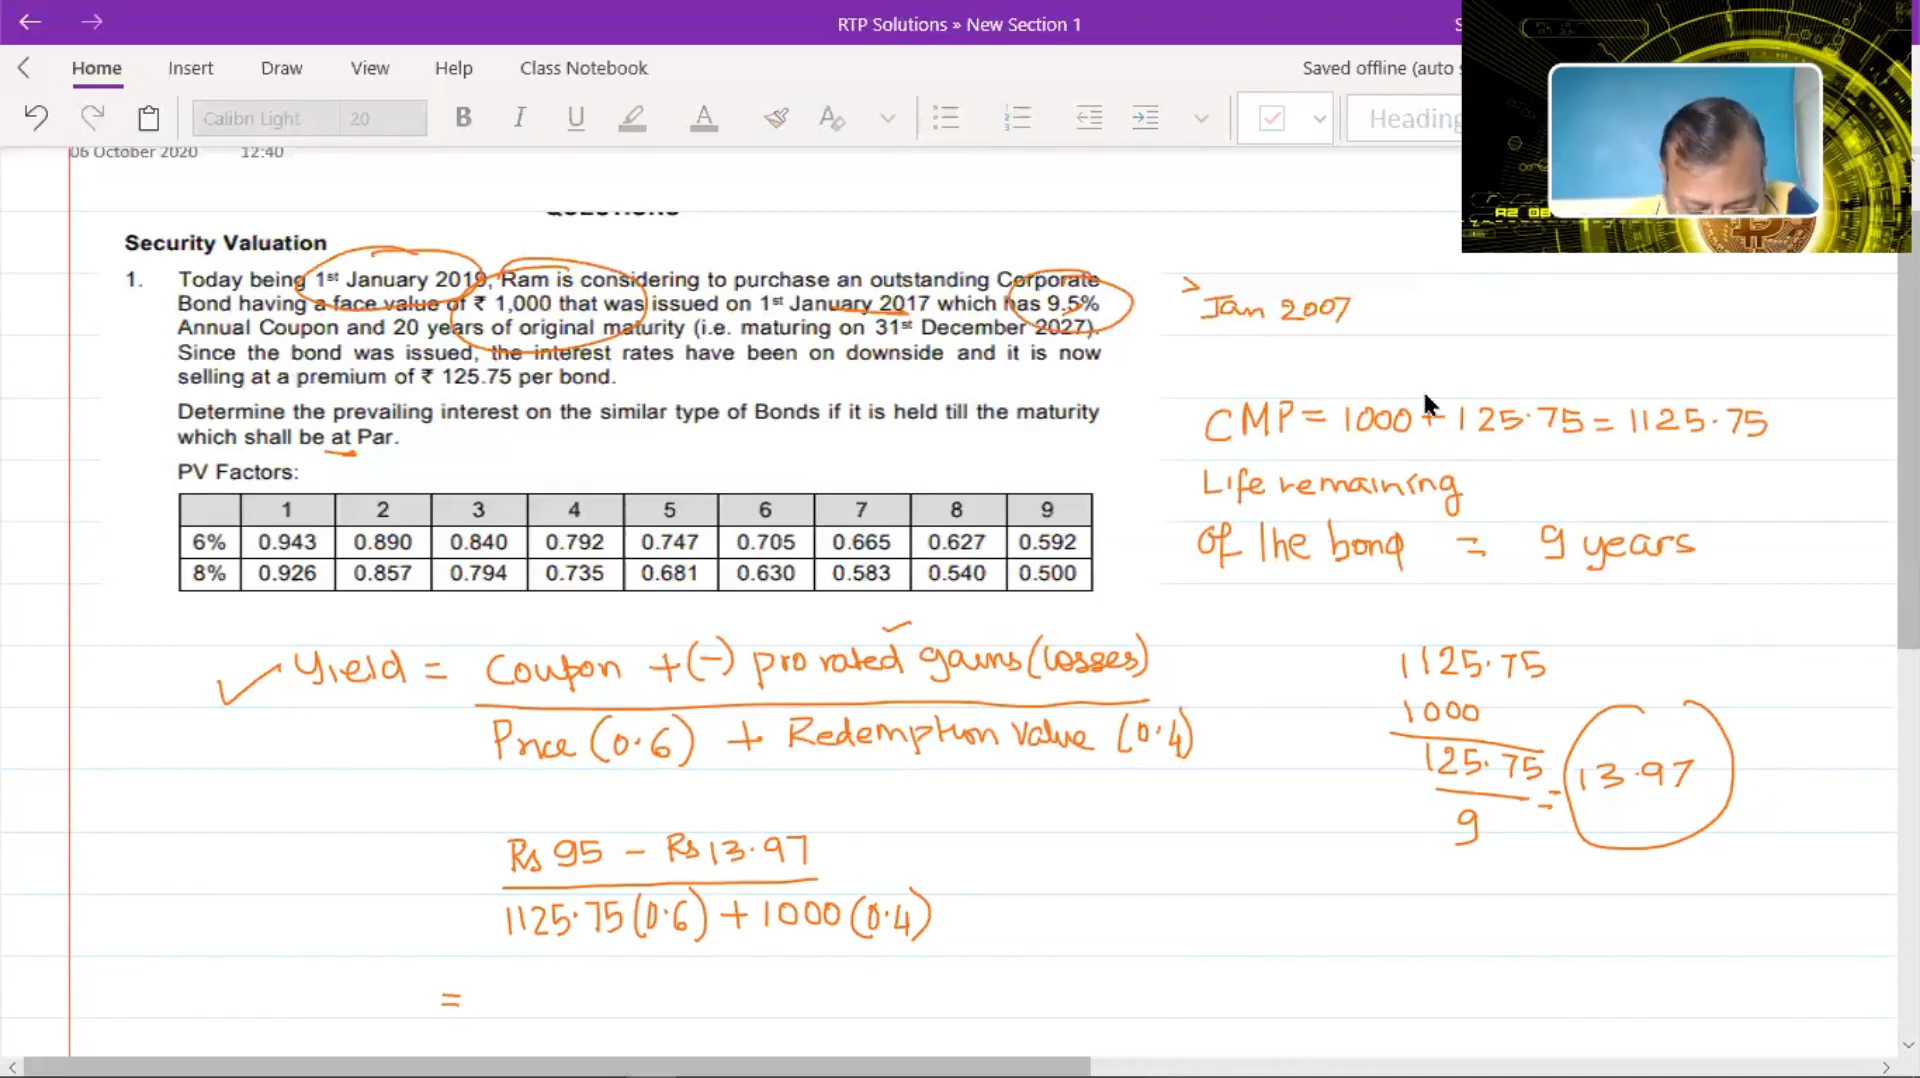 RTP Solutions » New Section 1
Home Insert Draw View Help Class Notebook
Saved offline (auto
Calibri Light 20 B I U A Heading
06 October 2020 12:40
Security Valuation
1. Today being 1st January 2019, Ram is considering to purchase an outstanding Corporate
Bond having a face value of ₹ 1,000 that was issued on 1st January 2017 which has 9.5%
Annual Coupon and 20 years of original maturity (i.e. maturing on 31st December 2027).
Since the bond was issued, the interest rates have been on downside and it is now
selling at a premium of ₹ 125.75 per bond.
Determine the prevailing interest on the similar type of Bonds if it is held till the maturity
which shall be at Par.
PV Factors:
1 2 3 4 5 6 7 8 9
6% 0.943 0.890 0.840 0.792 0.747 0.705 0.665 0.627 0.592
8% 0.926 0.857 0.794 0.735 0.681 0.630 0.583 0.540 0.500
> Jan 2007
CMP = 1000 + 125.75 = 1125.75
Life remaining
of the bond = 9 years
Yield = Coupon +(-) pro rated gains (losses)
Price (0.6) + Redemption Value (0.4)
1125.75
1000
125.75
9
= 13.97
Rs 95 - Rs 13.97
1125.75 (0.6) + 1000 (0.4)
=